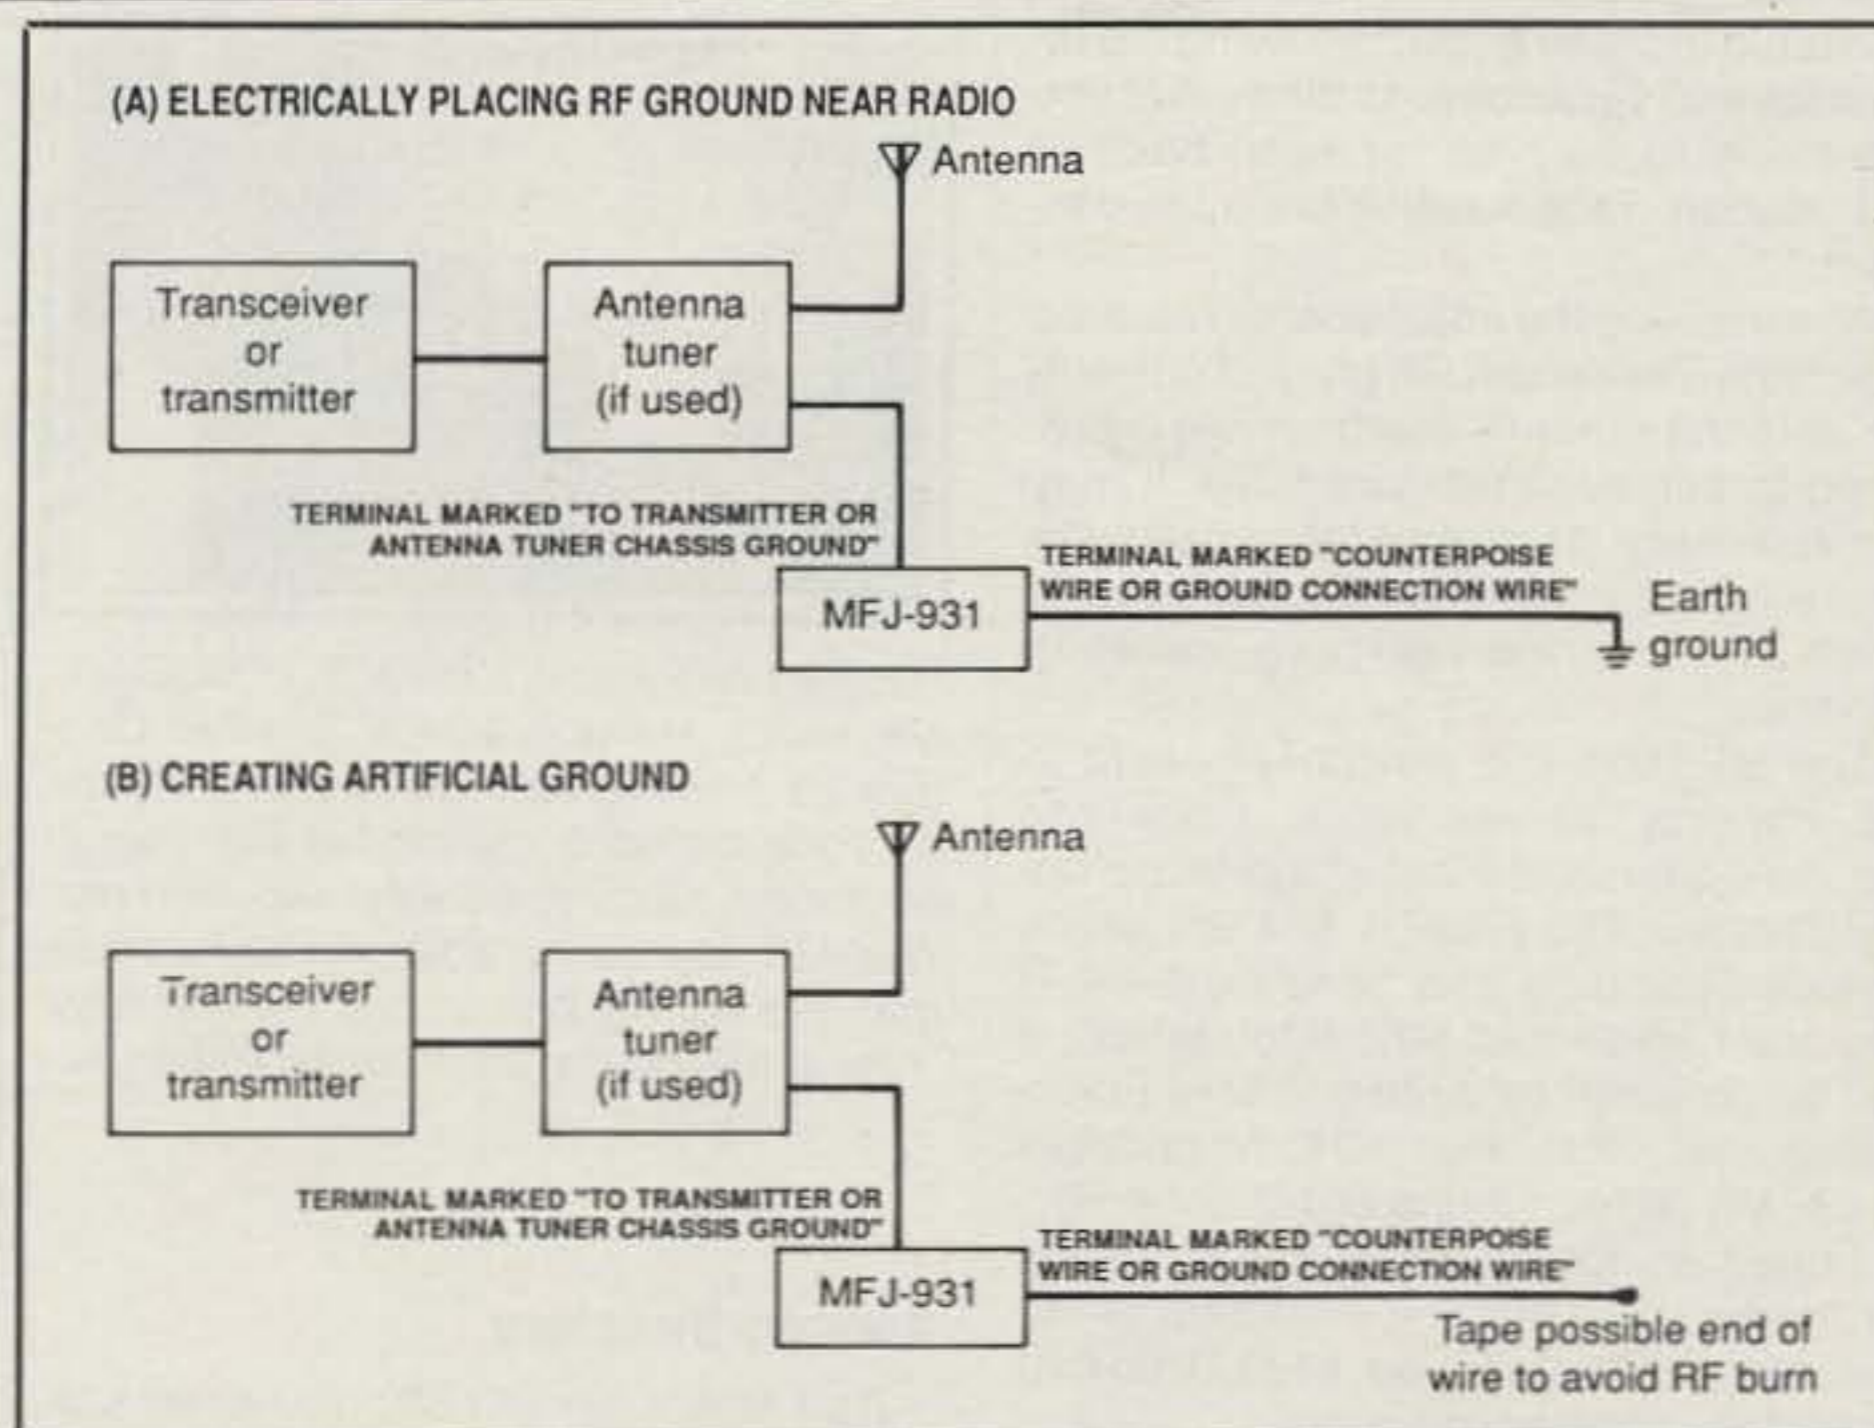 (A) ELECTRICALLY PLACING RF GROUND NEAR RADIO
Antenna
Transceiver
or
transmitter
Antenna
tuner
(if used)
TERMINAL MARKED "TO TRANSMITTER OR
ANTENNA TUNER CHASSIS GROUND"
MFJ-931
TERMINAL MARKED "COUNTERPOISE
WIRE OR GROUND CONNECTION WIRE"
Earth
ground
(B) CREATING ARTIFICIAL GROUND
Antenna
Transceiver
or
transmitter
Antenna
tuner
(if used)
TERMINAL MARKED "TO TRANSMITTER OR
ANTENNA TUNER CHASSIS GROUND"
MFJ-931
TERMINAL MARKED "COUNTERPOISE
WIRE OR GROUND CONNECTION WIRE"
Tape possible end of
wire to avoid RF burn